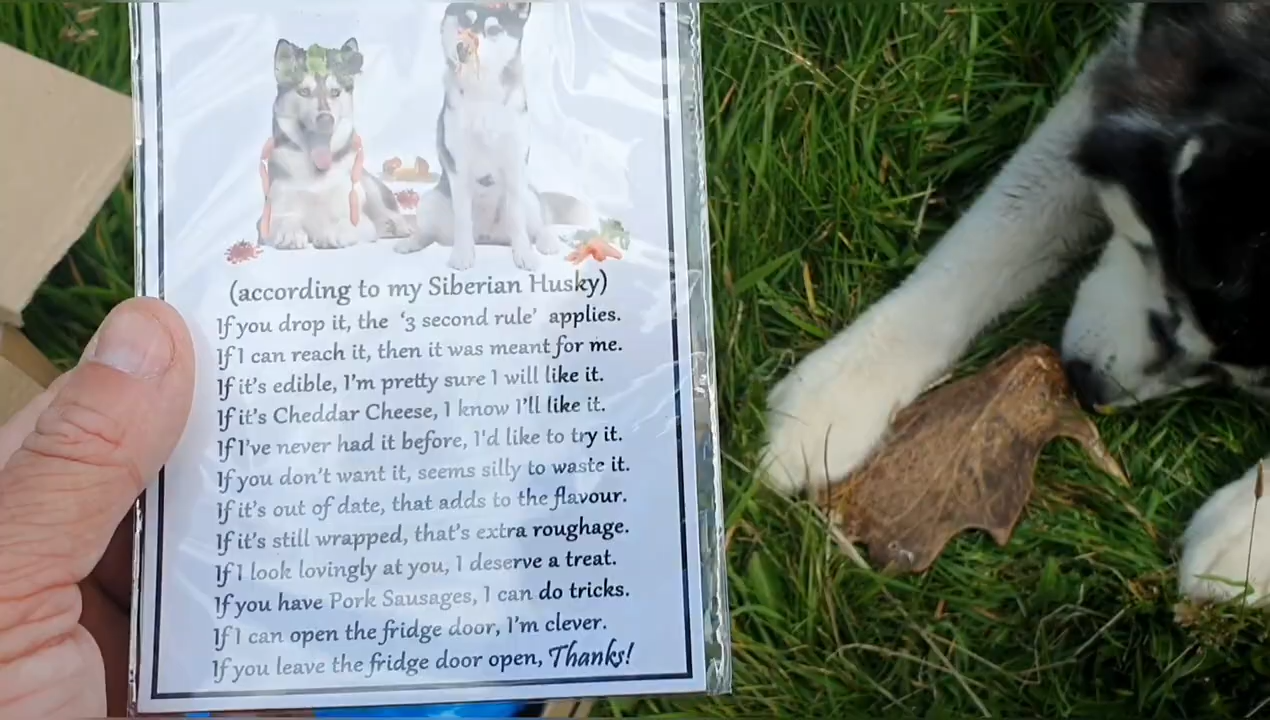 (according to my Siberian Husky)
If you drop it, the ‘3 second rule’ applies.
If I can reach it, then it was meant for me.
If it's edible, I'm pretty sure I will like it.
If it's Cheddar Cheese, I know I'll like it.
If I've never had it before, I'd like to try it.
If you don't want it, seems silly to waste it.
If it's out of date, that adds to the flavour.
If it's still wrapped, that's extra roughage.
If I look lovingly at you, I deserve a treat.
If you have Pork Sausages, I can do tricks.
If I can open the fridge door, I'm clever.
If you leave the fridge door open, Thanks!